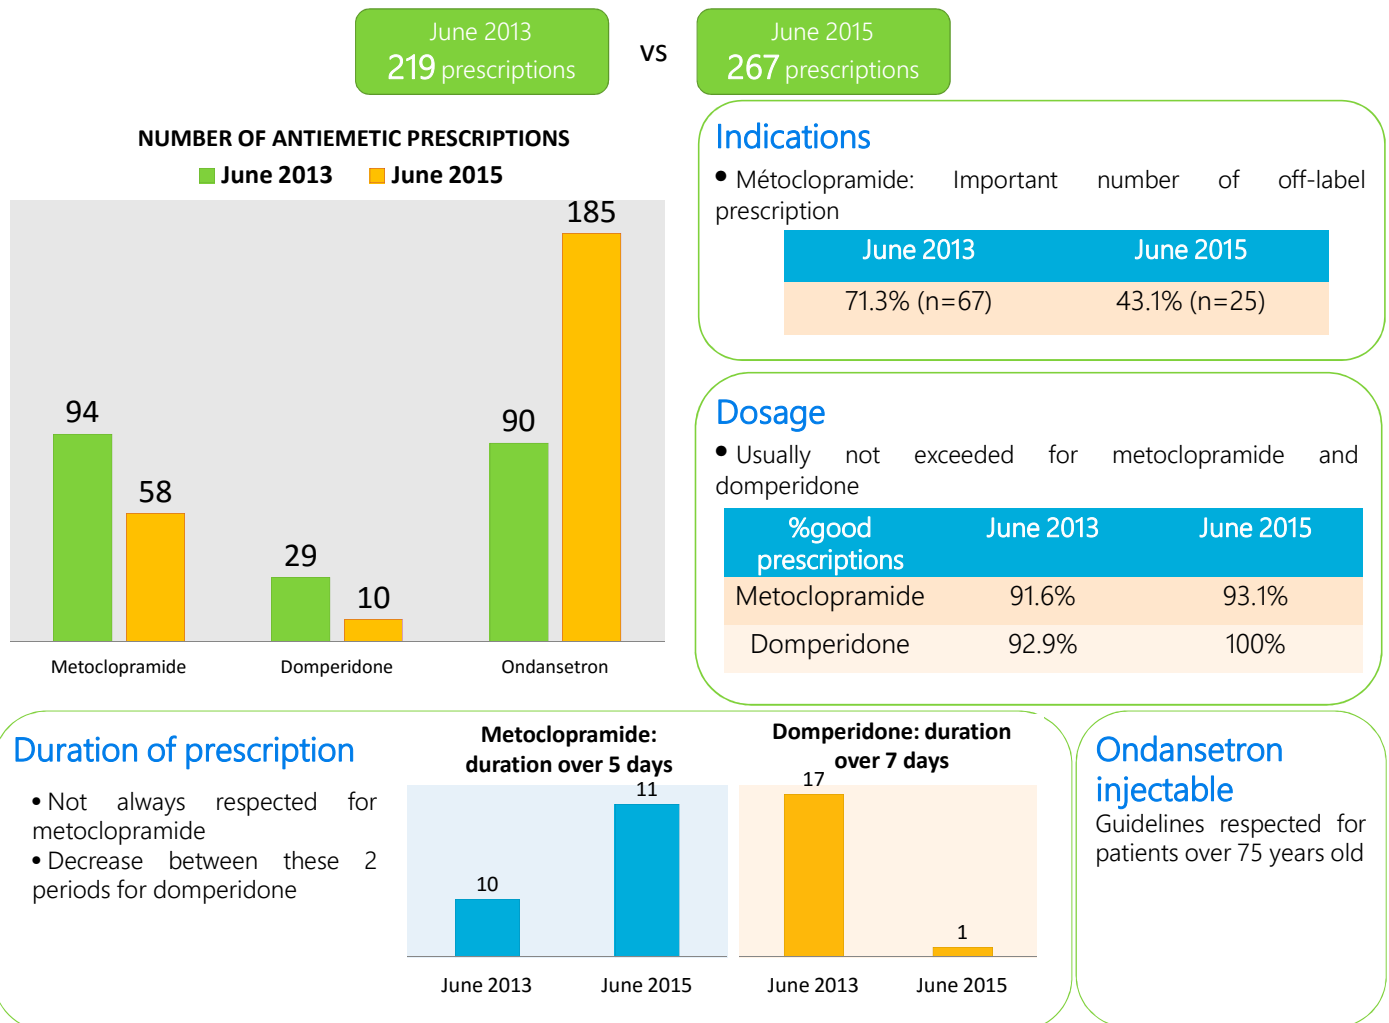 June 2013
219 prescriptions
vs
June 2015
267 prescriptions
NUMBER OF ANTIEMETIC PRESCRIPTIONS
June 2013 June 2015
94
58
29
10
90
185
Metoclopramide Domperidone Ondansetron
Indications
• Métoclopramide: Important number of off-label
prescription
June 2013 June 2015
71.3% (n=67) 43.1% (n=25)
Dosage
• Usually not exceeded for metoclopramide and
domperidone
%good
prescriptions
June 2013 June 2015
Metoclopramide 91.6% 93.1%
Domperidone 92.9% 100%
Duration of prescription
• Not always respected for
metoclopramide
• Decrease between these 2
periods for domperidone
Metoclopramide:
duration over 5 days
10
11
June 2013 June 2015
Domperidone: duration
over 7 days
17
1
June 2013 June 2015
Ondansetron
injectable
Guidelines respected for
patients over 75 years old